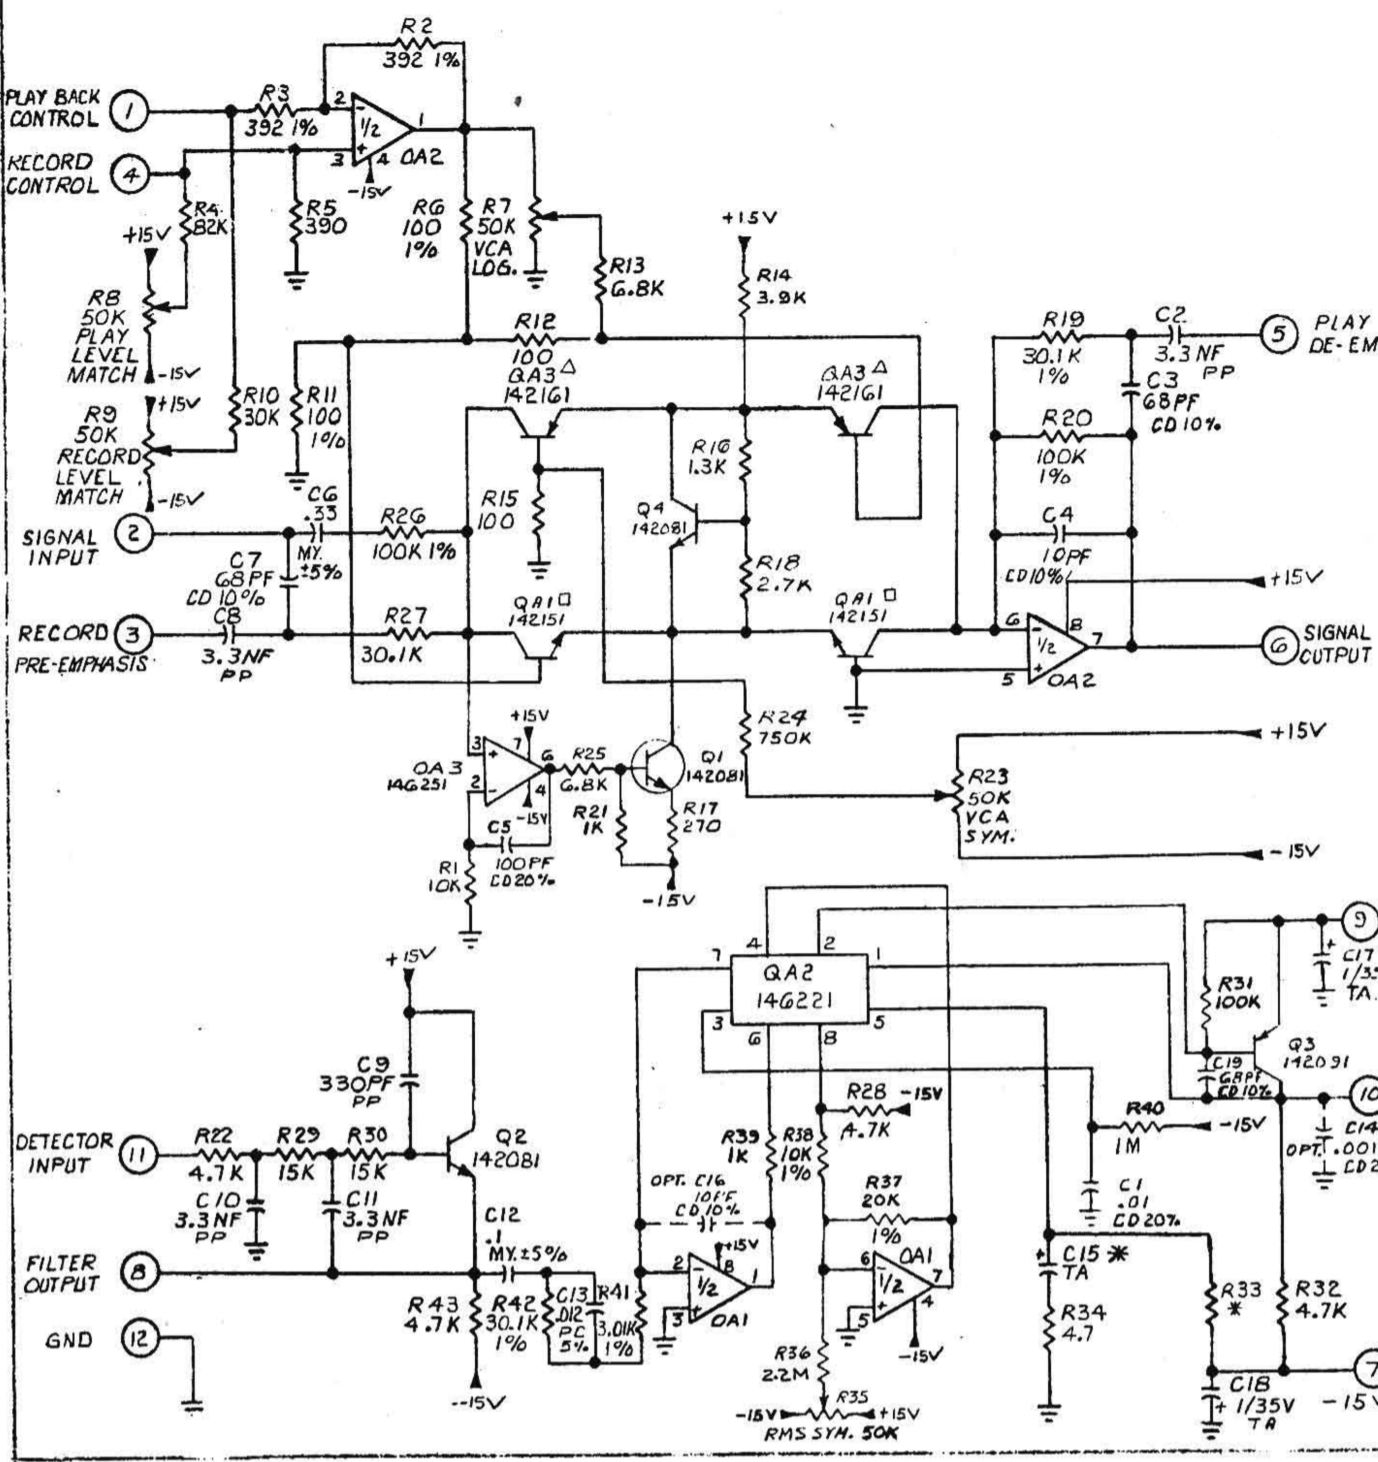 R2
392 1%
PLAY BACK
CONTROL
1
R3
392 1%
2
-
1/2
+
3
4
1
OA2
-15V
RECORD
CONTROL
4
R4
82K
R5
390
R6
100
1%
R7
50K
VCA
LOG.
+15V
R8
50K
PLAY
LEVEL
MATCH
-15V
+15V
R9
50K
RECORD
LEVEL
MATCH
-15V
R10
30K
R11
100
1%
R12
100
R13
6.8K
+15V
R14
3.9K
QA3 △
142161
QA3 △
142161
R19
30.1K
1%
C2
3.3NF
PP
5
PLAY
DE-EM
C3
68PF
CD10%
R20
100K
1%
R16
1.3K
Q4
142081
R15
100
C6
.33
MY.
±5%
R26
100K 1%
SIGNAL
INPUT
2
C7
68PF
CD 10%
C4
10PF
CD10%
+15V
R18
2.7K
QA1 □
142151
QA1 □
142151
RECORD
PRE-EMPHASIS
3
C8
3.3NF
PP
R27
30.1K
6
-
1/2
+
5
8
7
OA2
6
SIGNAL
OUTPUT
R24
750K
+15V
R23
50K
VCA
SYM.
-15V
+15V
OA3
146251
3
+
2
-
7
6
4
-15V
R25
6.8K
Q1
142081
R21
1K
R17
270
-15V
C5
100PF
CD20%
R1
10K
4
2
7
1
QA2
146221
3
5
6
8
R31
100K
9
+
C17
1/35
TA.
Q3
142091
C19
68PF
CD10%
10
C14
OPT. .001
CD2
+15V
C9
330PF
PP
DETECTOR
INPUT
11
R22
4.7K
R29
15K
R30
15K
Q2
142081
C10
3.3NF
PP
C11
3.3NF
PP
R28
-15V
4.7K
R39
1K
R38
10K
1%
R40
1M
-15V
OPT. C16
10PF
CD10%
R37
20K
1%
C1
.01
CD20%
C12
.1
MY.±5%
FILTER
OUTPUT
8
+15V
2
-
1/2
+
3
8
1
OA1
6
-
1/2
+
5
7
4
OA1
-15V
+
C15 *
TA
R34
4.7
R33
*
R32
4.7K
R43
4.7K
R42
30.1K
1%
C13
.012
PC
5%
R41
3.01K
1%
GND
12
-15V
R36
2.2M
R35
-15V
+15V
RMS SYM. 50K
C18
+ 1/35V
TA
7
-15V